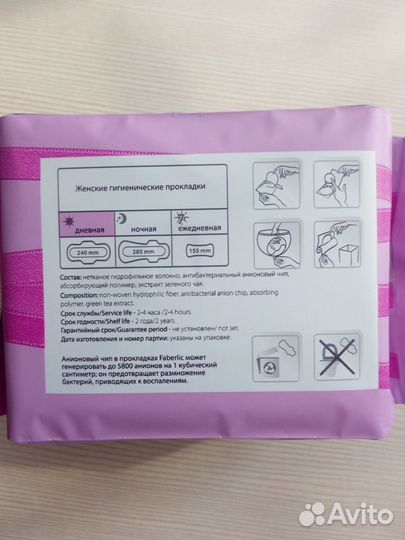 Женские гигиенические прокладки
дневная ночная ежедневная
240 mm 285 mm 155 mm
Состав: нетканое гидрофильное волокно, антибактериальный анионовый чип,
абсорбирующий полимер, экстракт зеленого чая.
Composition: non-woven hydrophilic fiber, antibacterial anion chip, absorbing
polymer, green tea extract.
Срок службы/Service life - 2-4 часа /2-4 hours.
Срок годности/Shelf life - 2 года/2 years.
Гарантийный срок/Guarantee period - не установлен/ not set.
Дата изготовления и номер партии: указаны на упаковке.
Анионовый чип в прокладках Faberlic может
генерировать до 5800 анионов на 1 кубический
сантиметр; он предотвращает размножение
бактерий, приводящих к воспалениям.
Avito